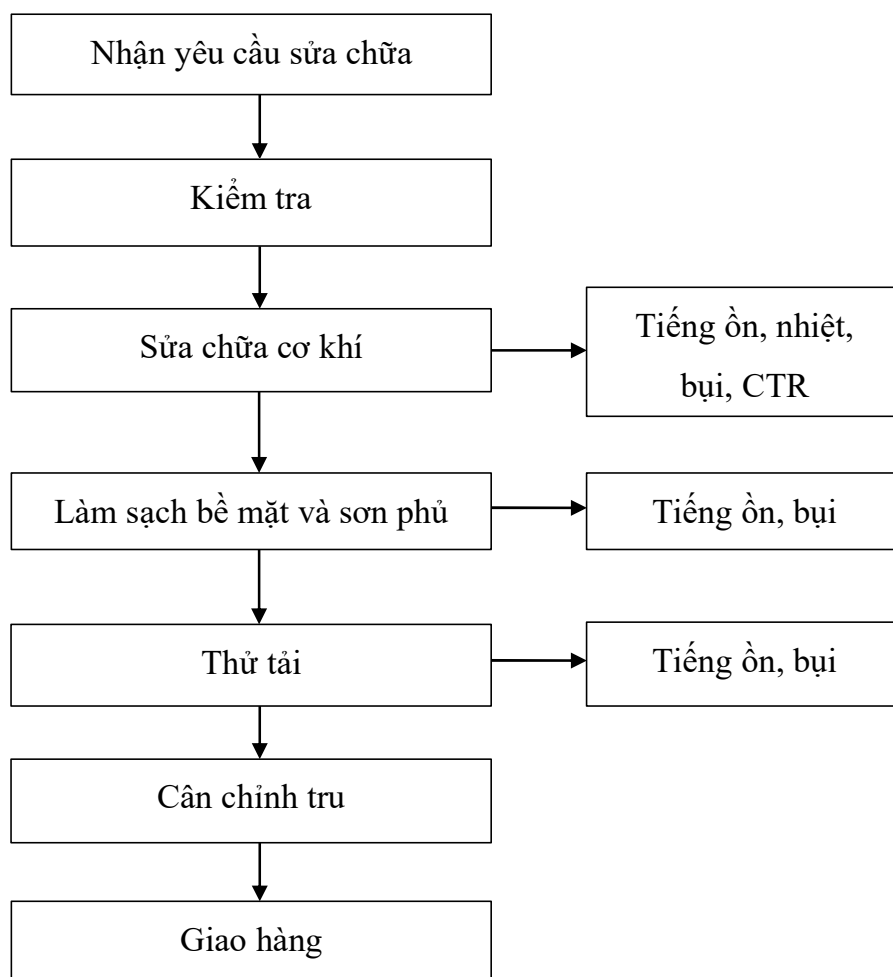 Nhận yêu cầu sửa chữa
Kiểm tra
Sửa chữa cơ khí
Tiếng ồn, nhiệt,
bụi, CTR
Làm sạch bề mặt và sơn phủ
Tiếng ồn, bụi
Thử tải
Tiếng ồn, bụi
Cân chỉnh tru
Giao hàng